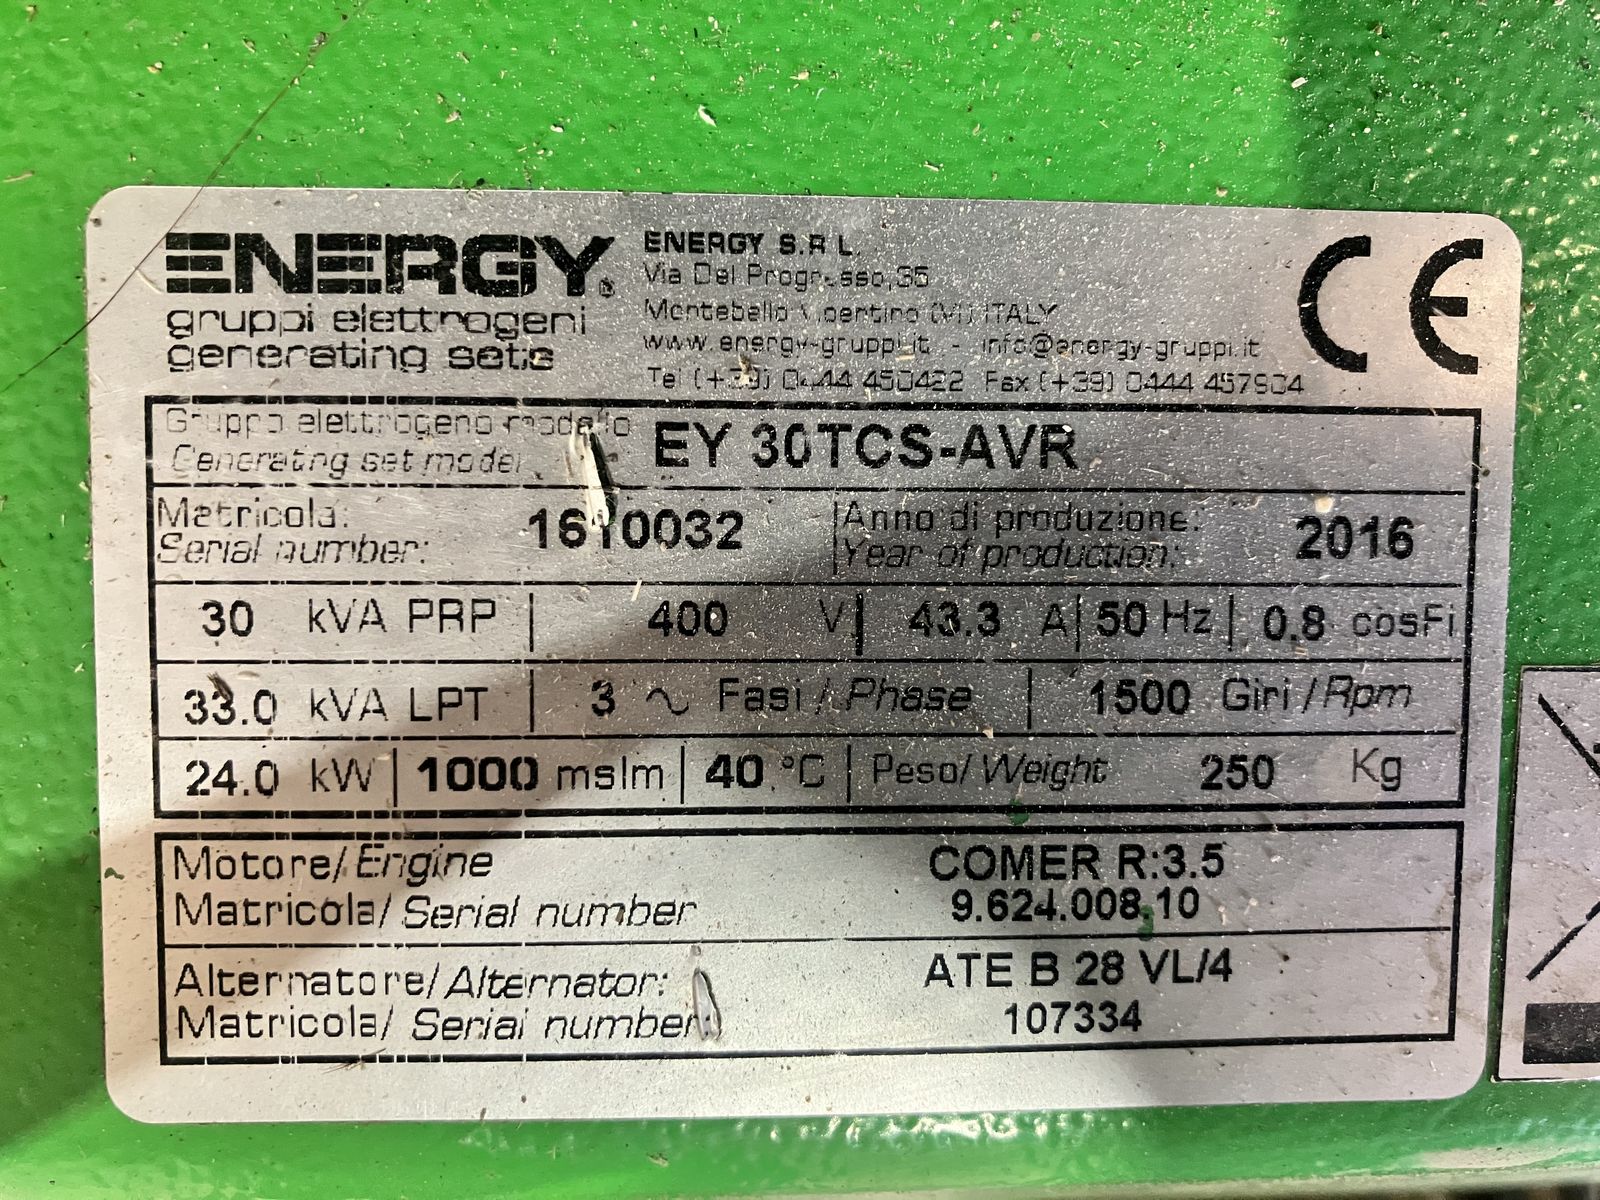 ENERGY®
gruppi elettrogeni
generating sets
ENERGY S.R.L.
Via Del Progresso,35
Montebello Vicentino (VI) ITALY
www.energy-gruppi.it - info@energy-gruppi.it
Tel (+39) 0444 450422 Fax (+39) 0444 457904
CE
Gruppo elettrogeno modello
Generating set model
EY 30TCS-AVR
Matricola:
Serial number:
1610032
Anno di produzione:
Year of production:
2016
30 kVA PRP 400 V 43.3 A 50 Hz 0.8 cosFi
33.0 kVA LPT 3 ~ Fasi/Phase 1500 Giri/Rpm
24.0 kW 1000 mslm 40 °C Peso/Weight 250 Kg
Motore/Engine COMER R:3.5
Matricola/Serial number 9.624.008.10
Alternatore/Alternator: ATE B 28 VL/4
Matricola/Serial number 107334